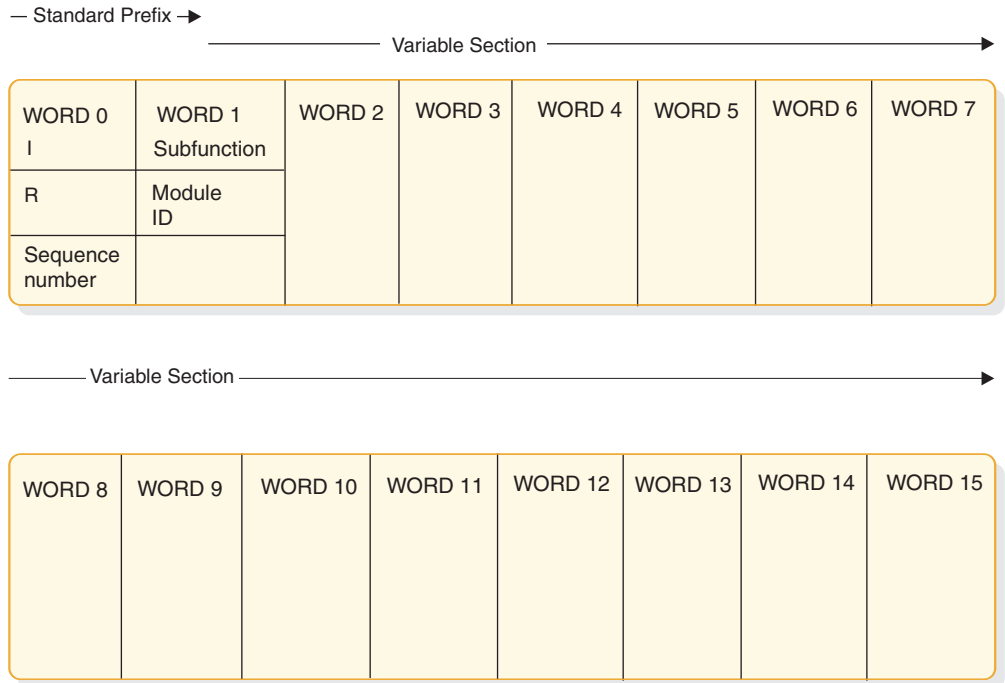 Standard Prefix
Variable Section
WORD 0
I
R
Sequence
number
WORD 1
Subfunction
Module
ID
WORD 2
WORD 3
WORD 4
WORD 5
WORD 6
WORD 7
Variable Section
WORD 8
WORD 9
WORD 10
WORD 11
WORD 12
WORD 13
WORD 14
WORD 15